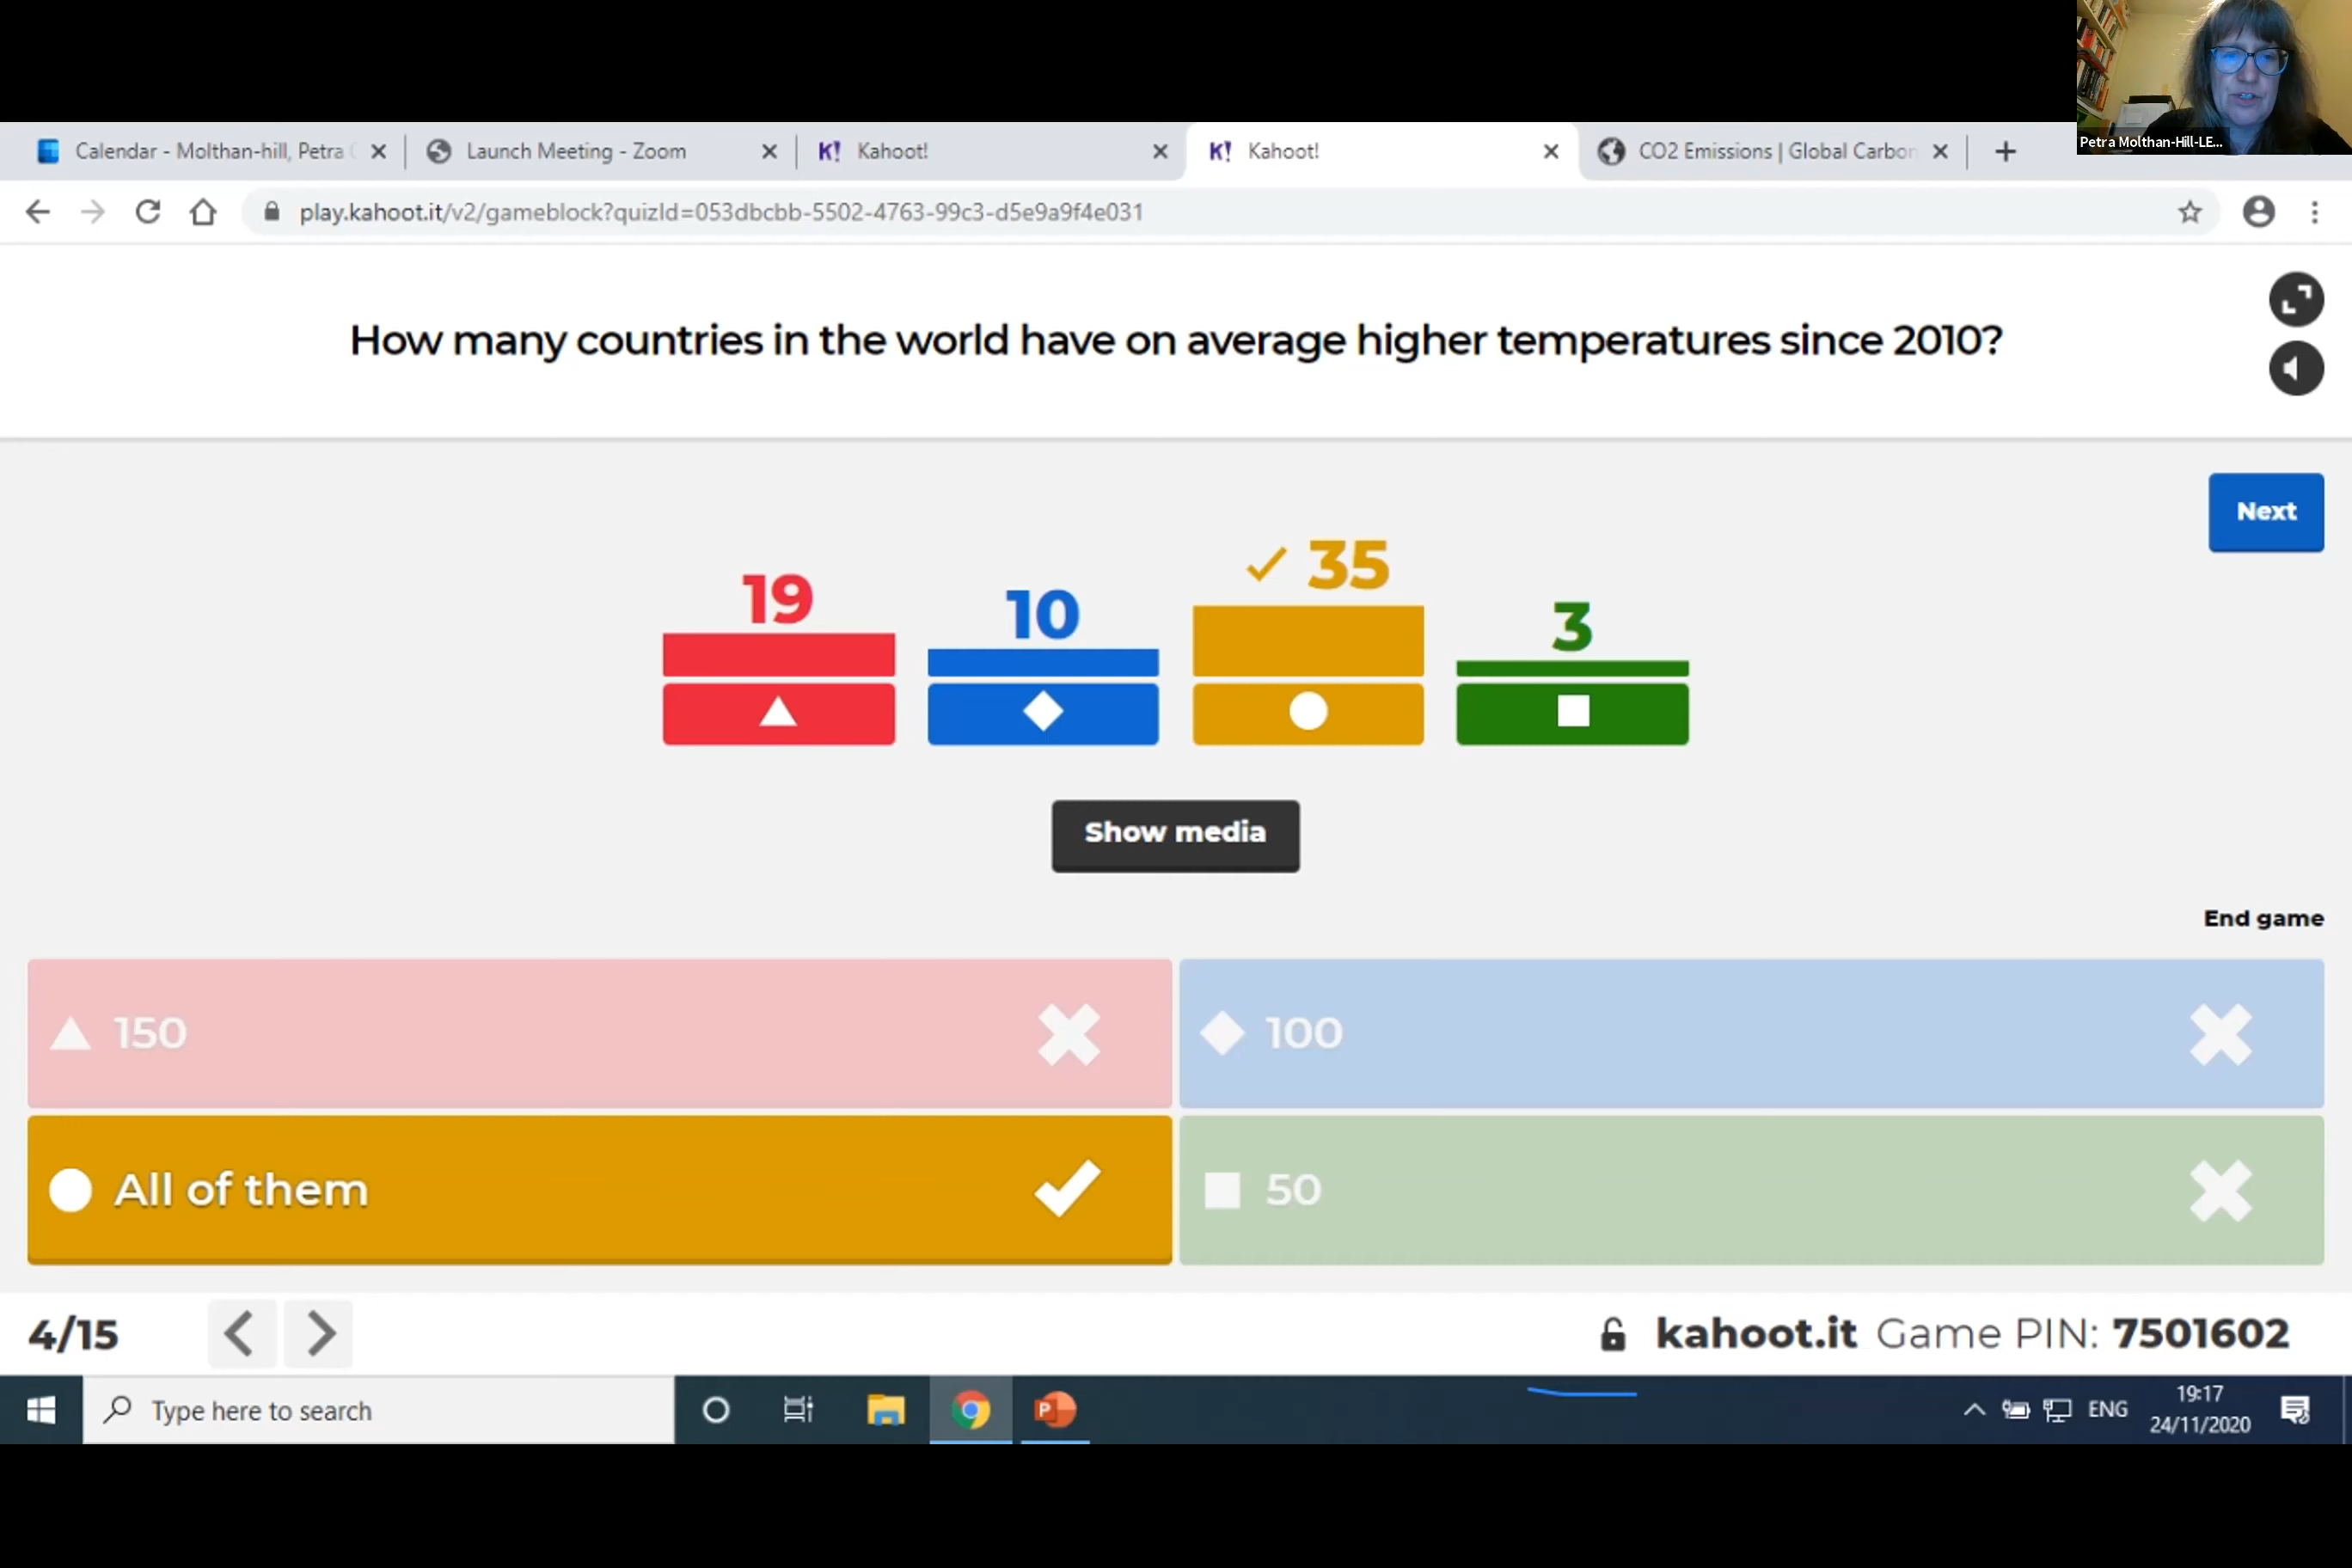 Petra Molthan-Hill-LE...
Calendar - Molthan-hill, Petra
Launch Meeting - Zoom
K! Kahoot!
K! Kahoot!
CO2 Emissions | Global Carbon
play.kahoot.it/v2/gameblock?quizId=053dbcbb-5502-4763-99c3-d5e9a9f4e031
How many countries in the world have on average higher temperatures since 2010?
Next
19
10
35
3
Show media
End game
150
100
All of them
50
4/15
kahoot.it Game PIN: 7501602
Type here to search
P
ENG
19:17
24/11/2020